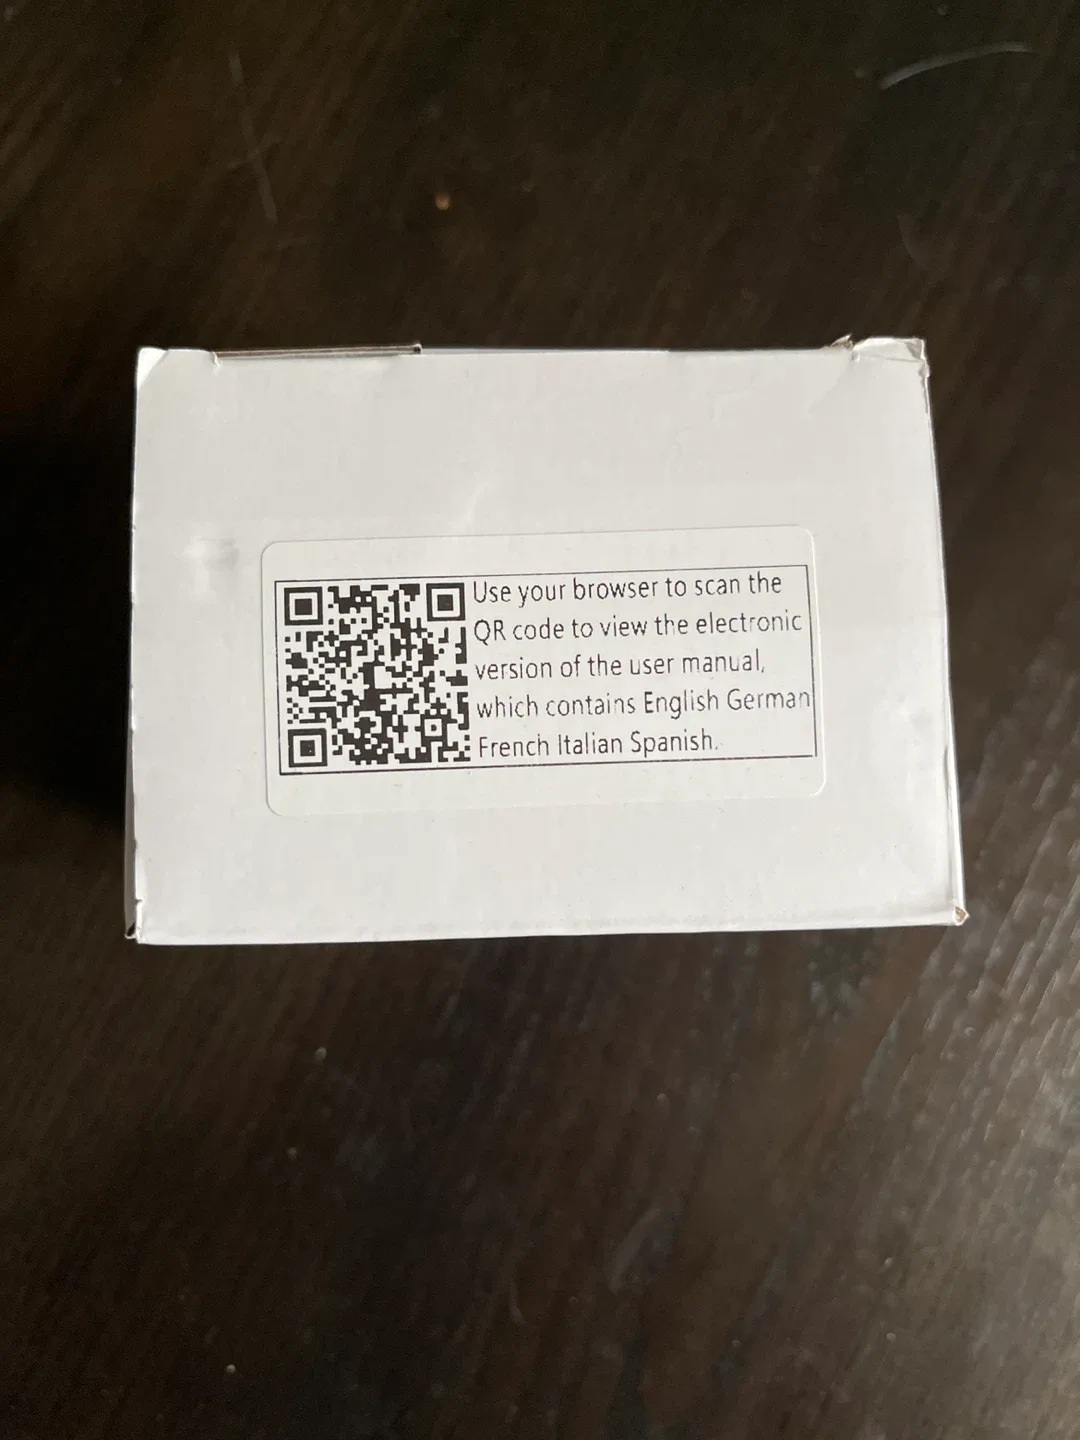 Use your browser to scan the
QR code to view the electronic
version of the user manual,
which contains English German
French Italian Spanish.